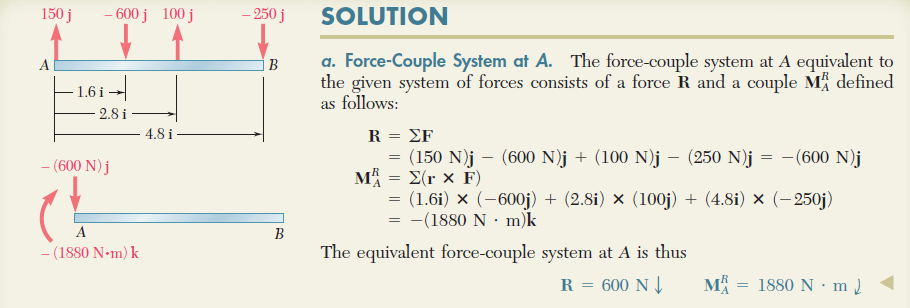 150 j   – 600 j   100 j   – 250 j
A   B
1.6 i
2.8 i
4.8 i
– (600 N) j
A   B
– (1880 N·m) k
SOLUTION
a. Force-Couple System at A. The force-couple system at A equivalent to
the given system of forces consists of a force R and a couple M_A^R defined
as follows:
R = ΣF
= (150 N)j − (600 N)j + (100 N)j − (250 N)j = −(600 N)j
M_A^R = Σ(r × F)
= (1.6i) × (−600j) + (2.8i) × (100j) + (4.8i) × (−250j)
= −(1880 N · m)k
The equivalent force-couple system at A is thus
R = 600 N↓   M_A^R = 1880 N · m ⤸ ◀